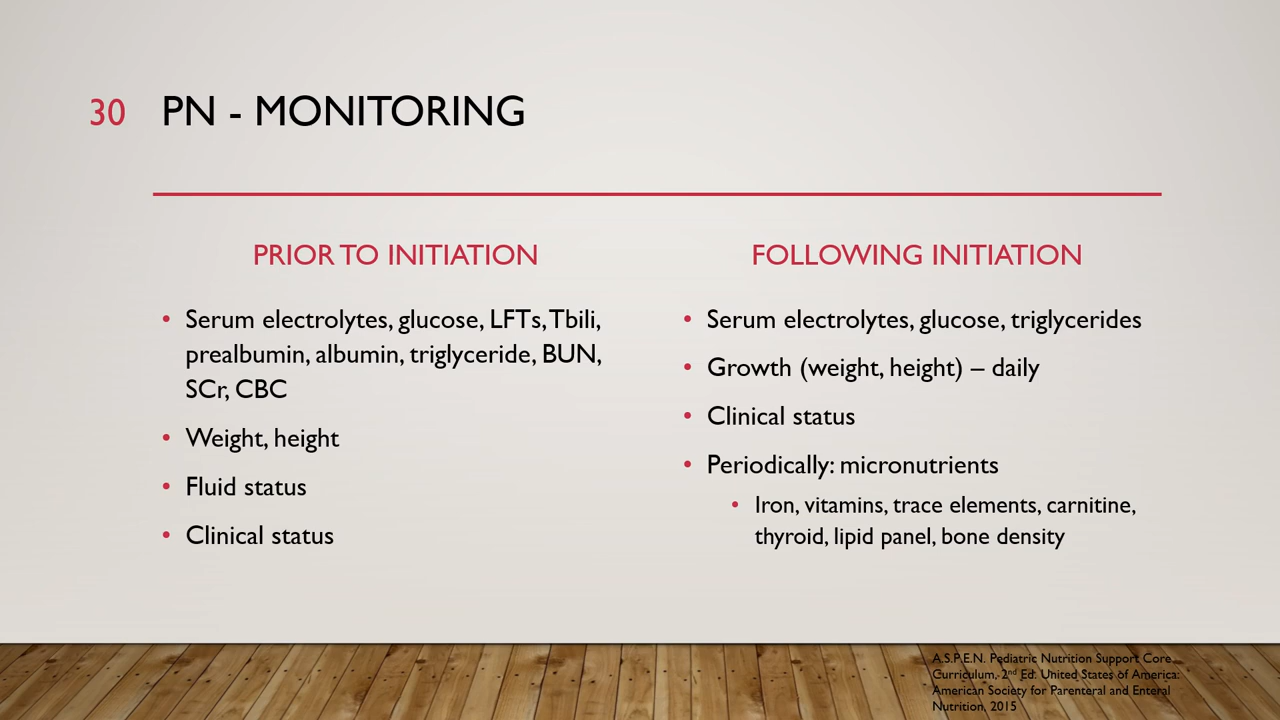 30 PN - MONITORING
PRIOR TO INITIATION
• Serum electrolytes, glucose, LFTs, Tbili,
prealbumin, albumin, triglyceride, BUN,
SCr, CBC
• Weight, height
• Fluid status
• Clinical status
FOLLOWING INITIATION
• Serum electrolytes, glucose, triglycerides
• Growth (weight, height) – daily
• Clinical status
• Periodically: micronutrients
• Iron, vitamins, trace elements, carnitine,
thyroid, lipid panel, bone density
A.S.P.E.N. Pediatric Nutrition Support Core
Curriculum, 2nd Ed. United States of America:
American Society for Parenteral and Enteral
Nutrition, 2015